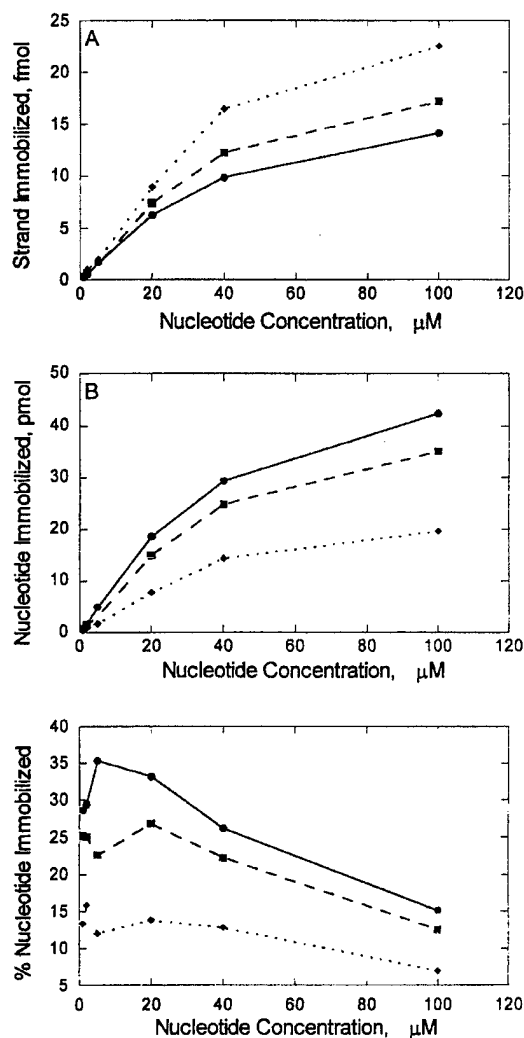 A
25
20
15
10
5
0
Strand Immobilized, fmol
0 20 40 60 80 100 120
Nucleotide Concentration, μM
B
50
40
30
20
10
0
Nucleotide Immobilized, pmol
0 20 40 60 80 100 120
Nucleotide Concentration, μM
40
35
30
25
20
15
10
5
% Nucleotide Immobilized
0 20 40 60 80 100 120
Nucleotide Concentration, μM